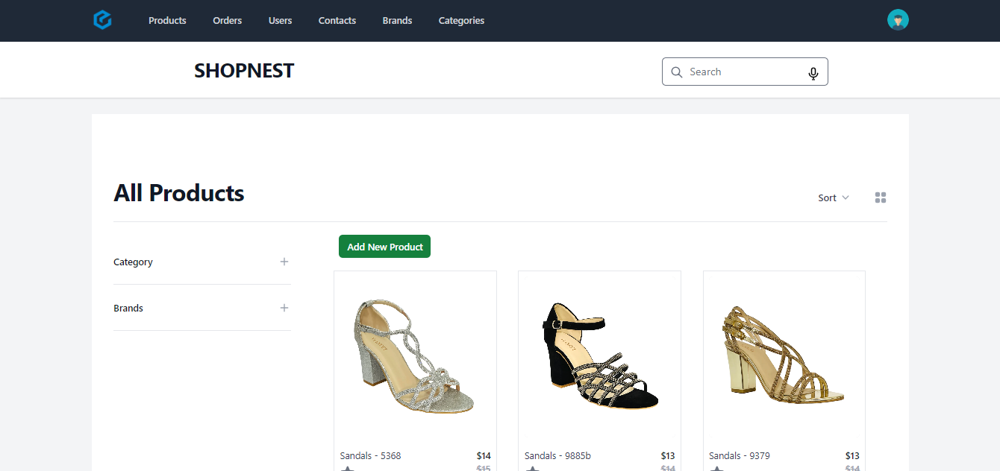 Products Orders Users Contacts Brands Categories
SHOPNEST
Search
All Products
Sort
Add New Product
Category
Brands
Sandals - 5368 $14
$15
Sandals - 9885b $13
$14
Sandals - 9379 $13
$14